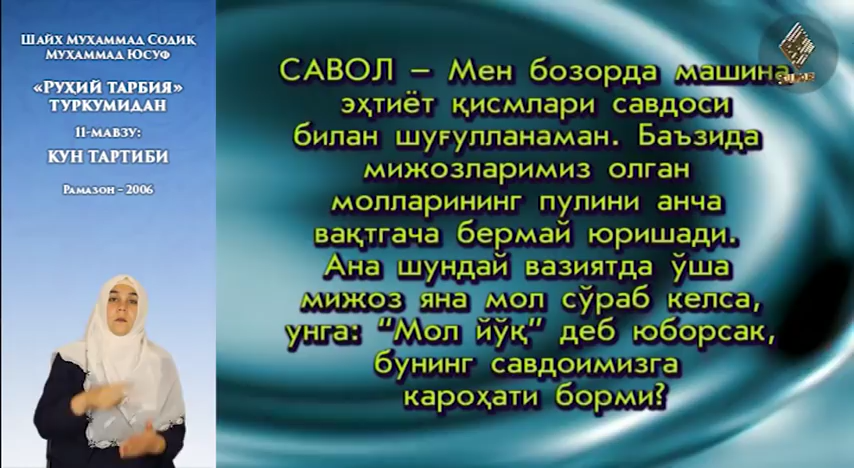 Шайх Муҳаммад Содиқ
Муҳаммад Юсуф
«Руҳий тарбия»
туркумидан
11-мавзу:
Кун тартиби
Рамазон - 2006
САВОЛ – Мен бозорда машина
эҳтиёт қисмлари савдоси
билан шуғулланаман. Баъзида
мижозларимиз олган
молларининг пулини анча
вақтгача бермай юришади.
Ана шундай вазиятда ўша
мижоз яна мол сўраб келса,
унга: “Мол йўқ” деб юборсак,
бунинг савдоимизга
кароҳати борми?